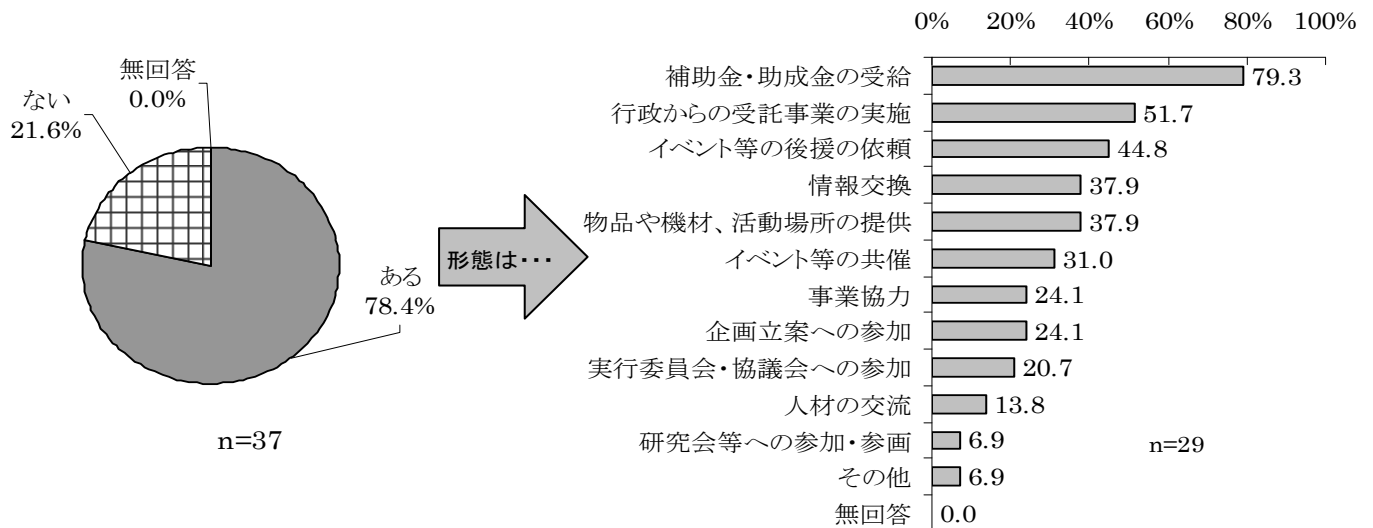 無回答
0.0%
ない
21.6%
ある
78.4%
n=37
形態は・・・
0% 20% 40% 60% 80% 100%
補助金・助成金の受給 79.3
行政からの受託事業の実施 51.7
イベント等の後援の依頼 44.8
情報交換 37.9
物品や機材、活動場所の提供 37.9
イベント等の共催 31.0
事業協力 24.1
企画立案への参加 24.1
実行委員会・協議会への参加 20.7
人材の交流 13.8
研究会等への参加・参画 6.9
n=29
その他 6.9
無回答 0.0